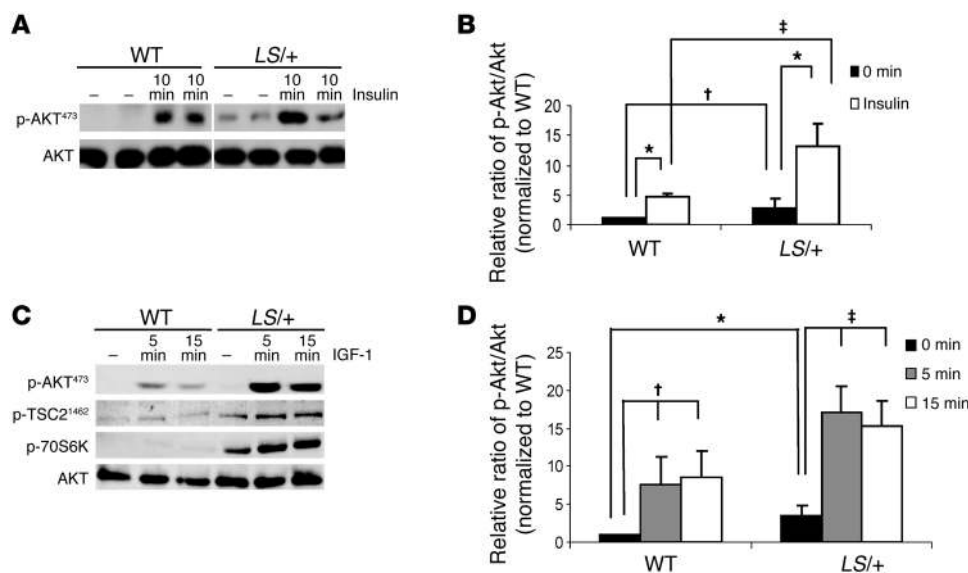 A
WT LS/+
10 10 10 10
– – min min – – min min Insulin
p-AKT⁴⁷³
AKT
B
‡
*
†
*
0 min
Insulin
Relative ratio of p-Akt/Akt
(normalized to WT)
20
15
10
5
0
WT LS/+
C
WT LS/+
5 15 5 15
– min min – min min IGF-1
p-AKT⁴⁷³
p-TSC2¹⁴⁶²
p-70S6K
AKT
D
* ‡
†
0 min
5 min
15 min
Relative ratio of p-Akt/Akt
(normalized to WT)
25
20
15
10
5
0
WT LS/+